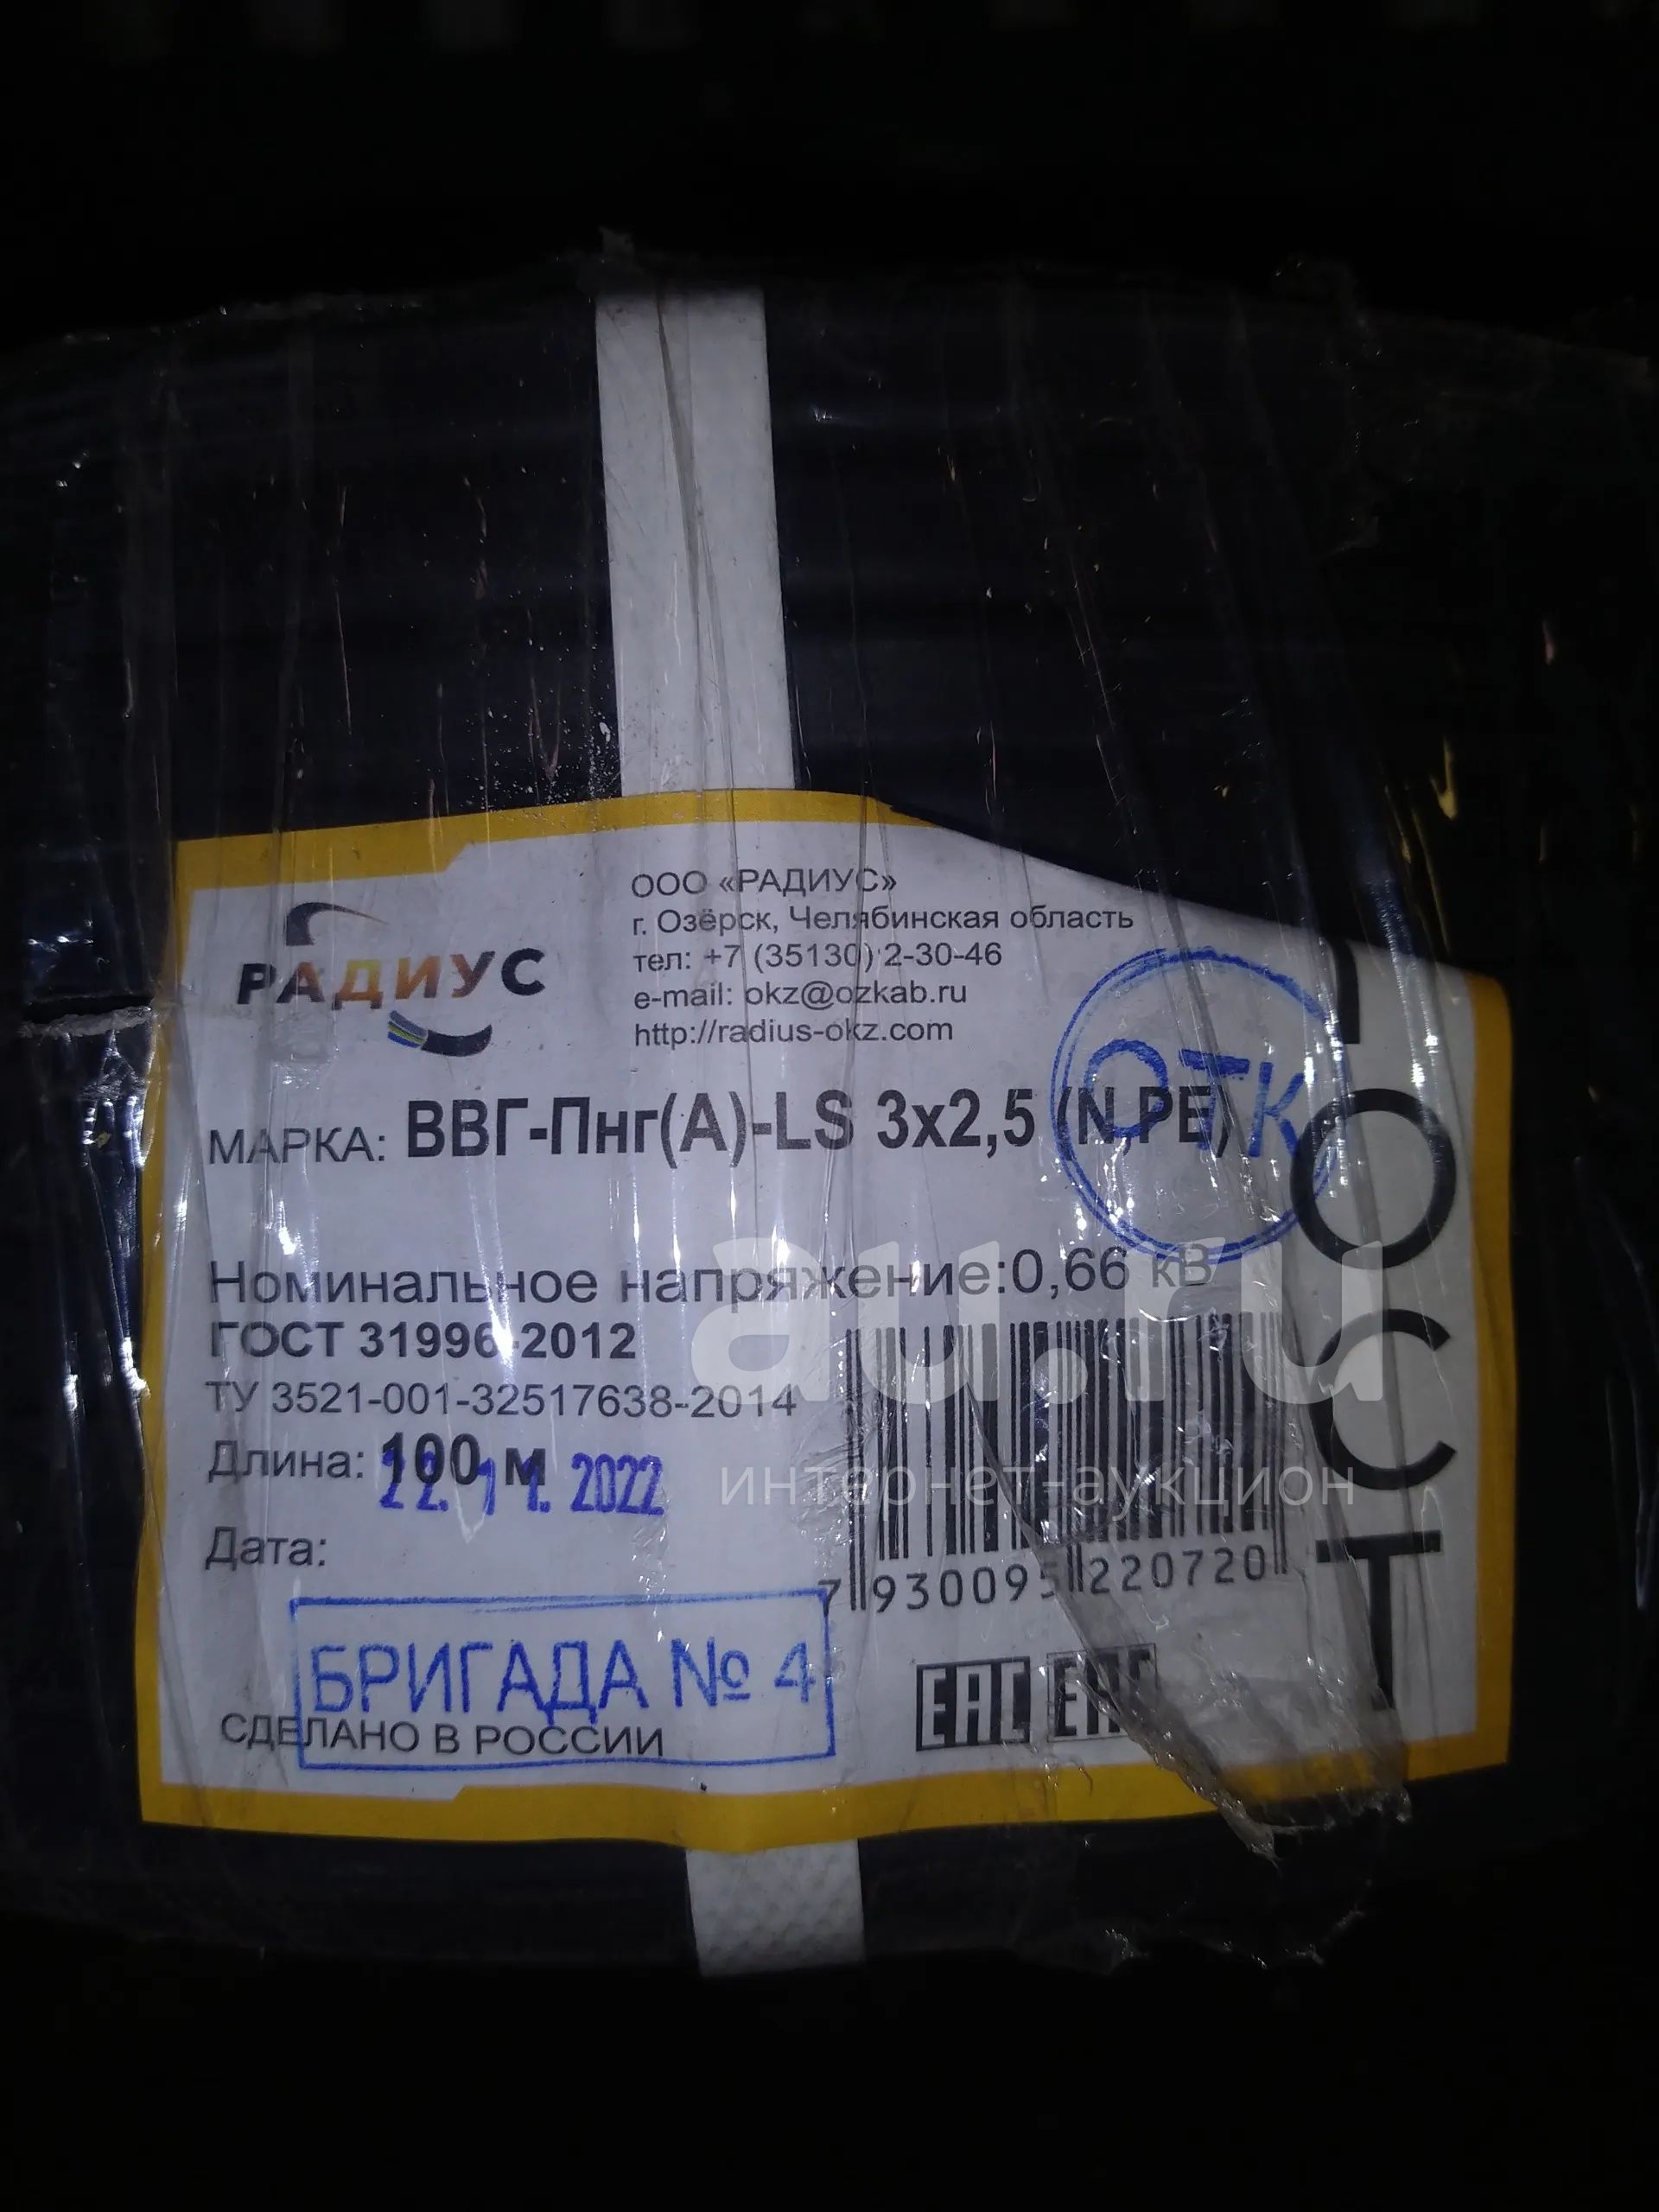 РАДИУС
ООО «РАДИУС»
г. Озёрск, Челябинская область
тел: +7 (35130) 2-30-46
e-mail: okz@ozkab.ru
http://radius-okz.com
ОТК
МАРКА: ВВГ-Пнг(А)-LS 3х2,5 (N,PE)
Номинальное напряжение:0,66 кВ
ГОСТ 31996-2012
ТУ 3521-001-32517638-2014
Длина: 100 м
22. 11. 2022
Дата:
7 930095 220720
БРИГАДА № 4
СДЕЛАНО В РОССИИ
EAC EAC
ГОСТ
au.ru
интернет-аукцион